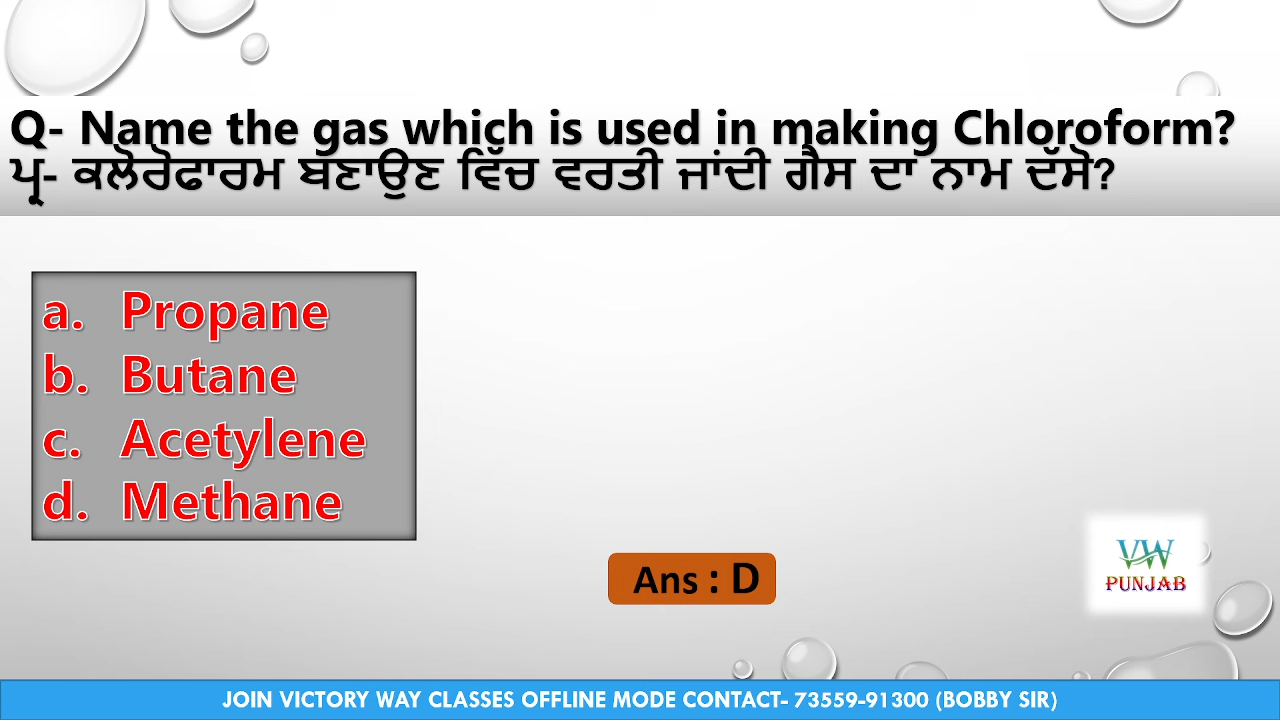 Q- Name the gas which is used in making Chloroform?
ਪ੍ਰ- ਕਲੋਰੋਫਾਰਮ ਬਣਾਉਣ ਵਿੱਚ ਵਰਤੀ ਜਾਂਦੀ ਗੈਸ ਦਾ ਨਾਮ ਦੱਸੋ?
a. Propane
b. Butane
c. Acetylene
d. Methane
Ans : D
VW
PUNJAB
JOIN VICTORY WAY CLASSES OFFLINE MODE CONTACT- 73559-91300 (BOBBY SIR)